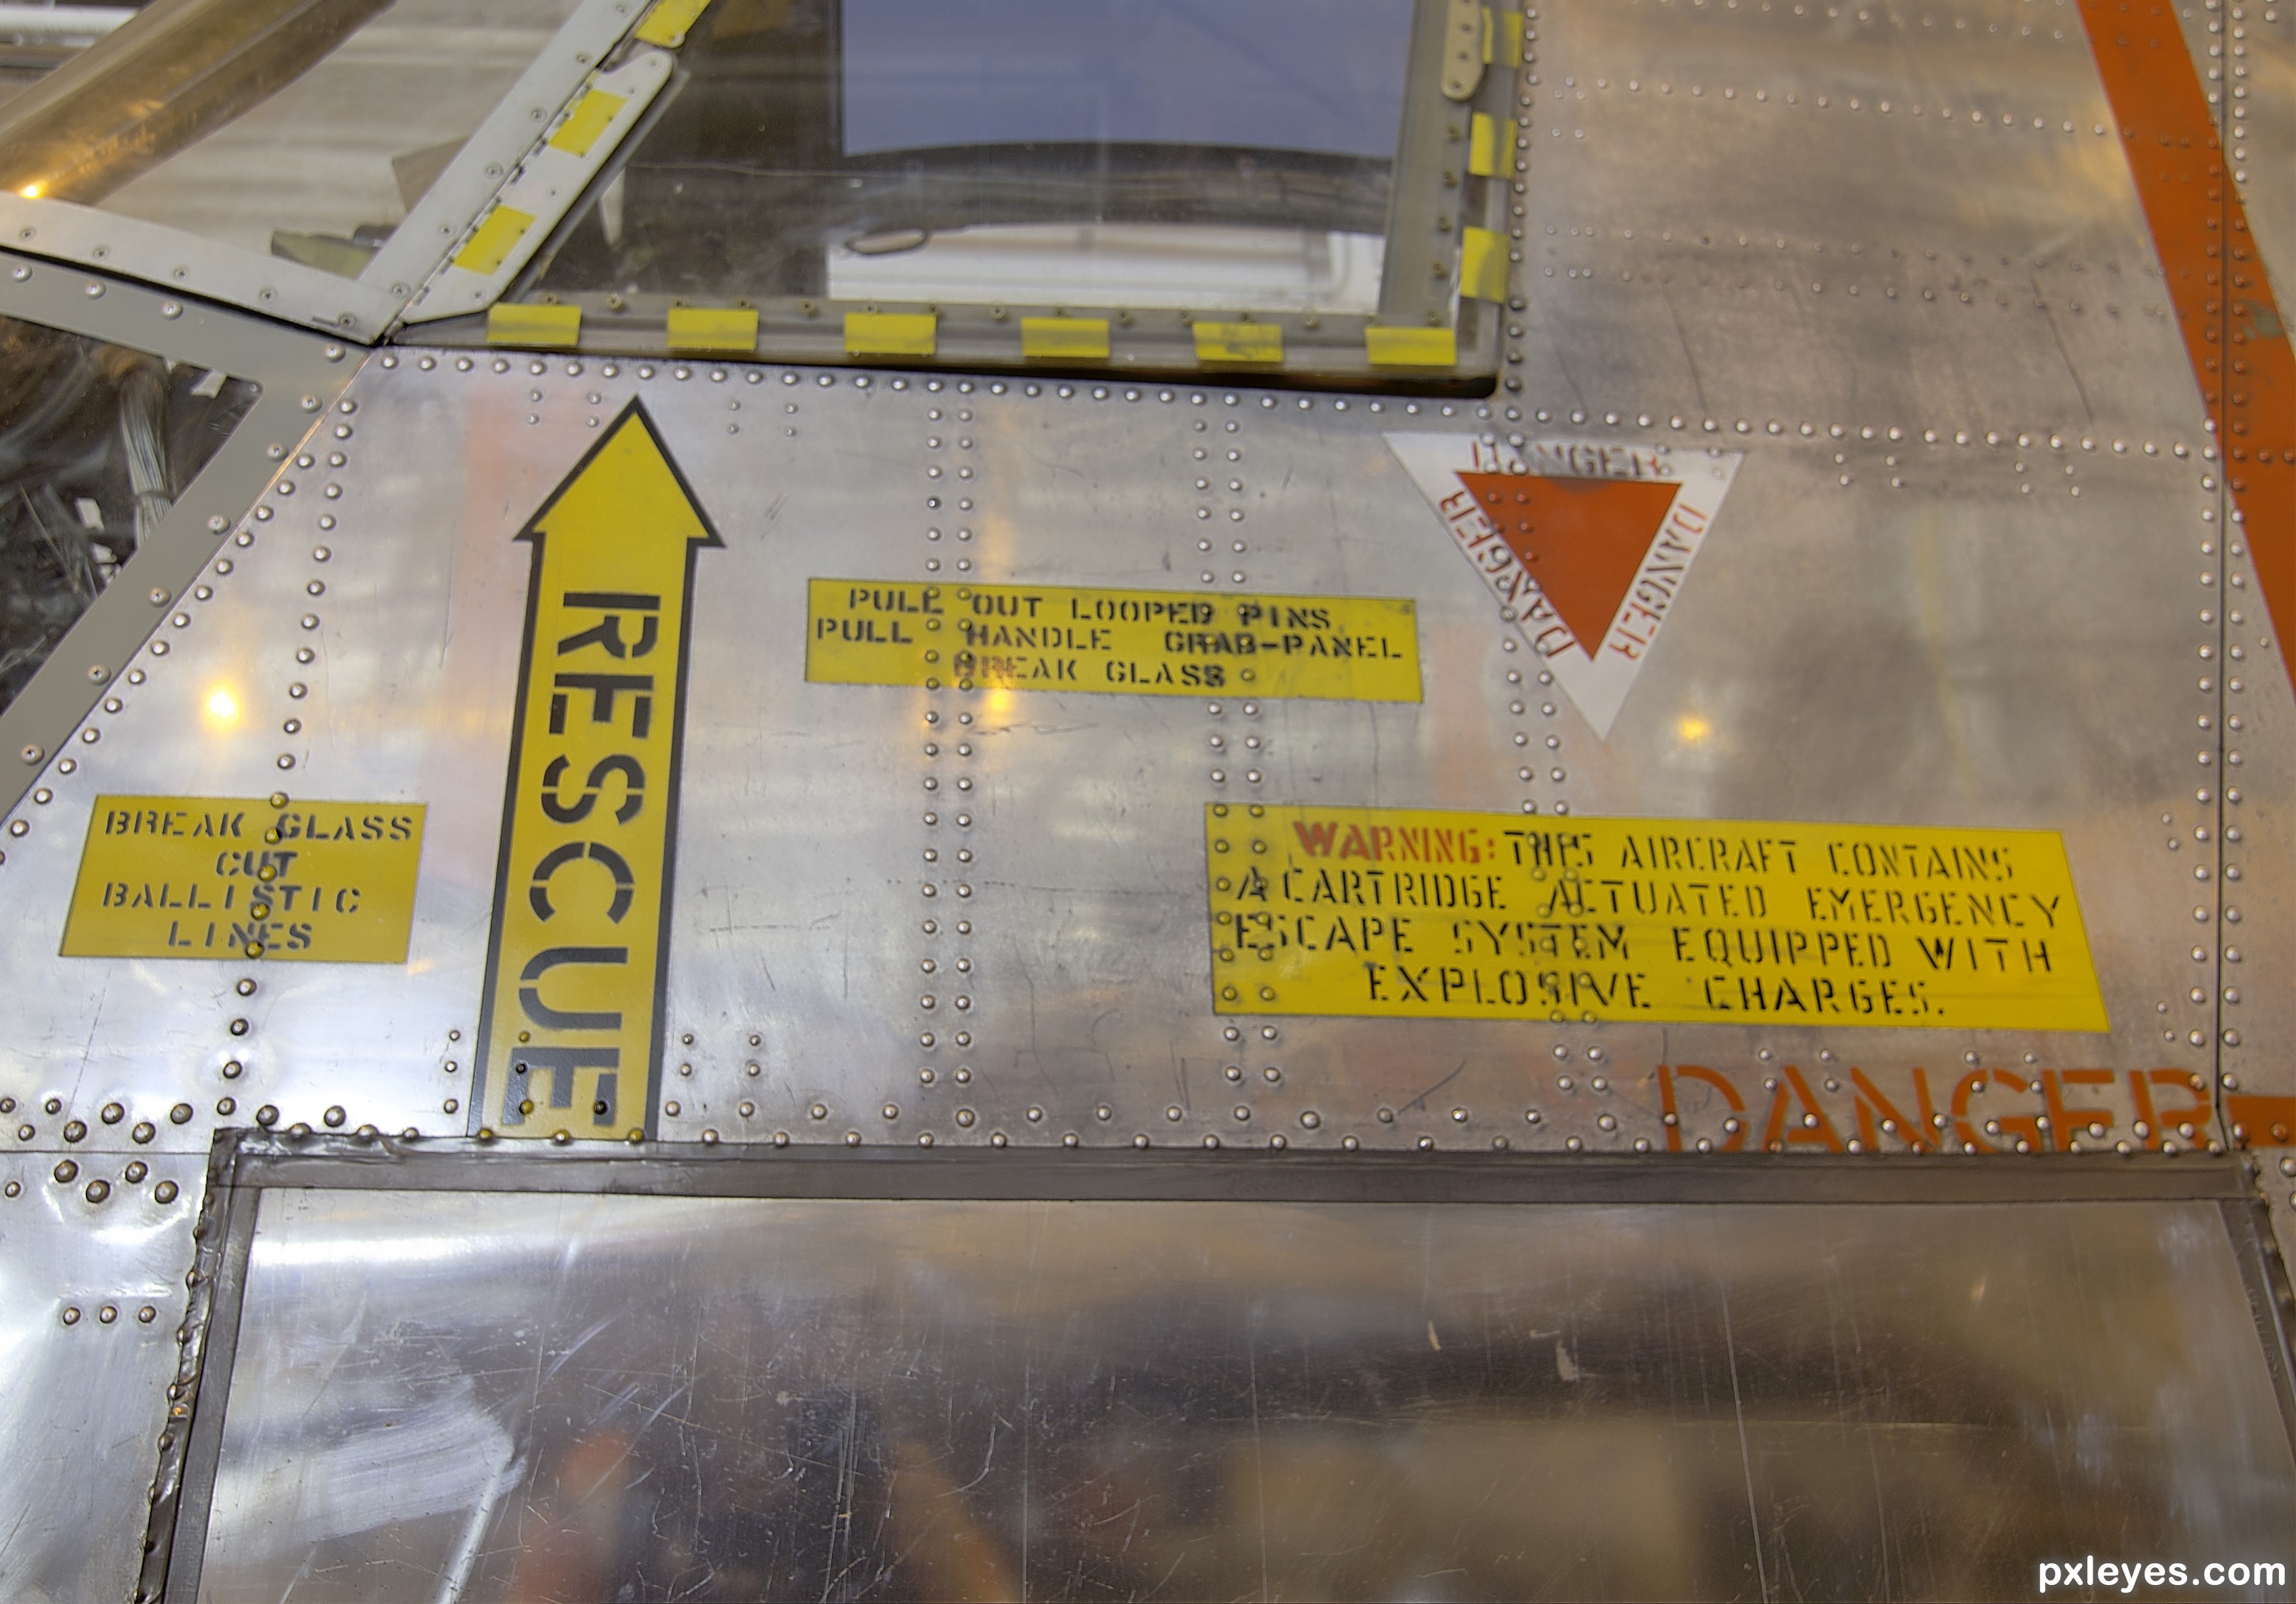 DANGER
DANGER
DANGER
PULL OUT LOOPED PINS
PULL HANDLE GRAB-PANEL
BREAK GLASS
RESCUE
BREAK GLASS
CUT
BALLISTIC
LINES
WARNING: THIS AIRCRAFT CONTAINS
A CARTRIDGE ACTUATED EMERGENCY
ESCAPE SYSTEM EQUIPPED WITH
EXPLOSIVE CHARGES.
DANGER
pxleyes.com